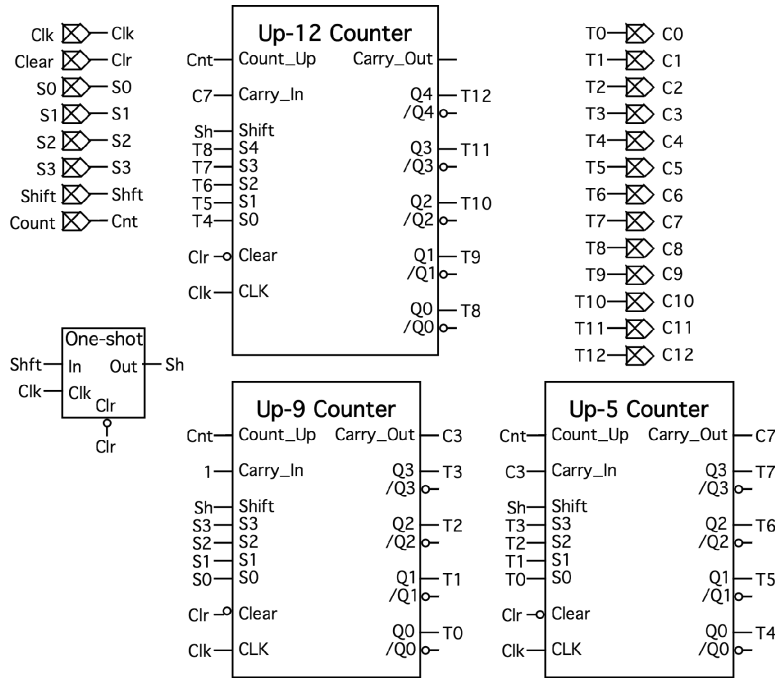 Clk Clk
Clear Clr
S0 S0
S1 S1
S2 S2
S3 S3
Shift Shft
Count Cnt
Up-12 Counter
Cnt Count_Up Carry_Out
C7 Carry_In Q4 T12
/Q4
Sh Shift
T8 S4 Q3 T11
T7 S3 /Q3
T6 S2
T5 S1 Q2 T10
T4 S0 /Q2
Clr Clear Q1 T9
/Q1
Clk CLK
Q0 T8
/Q0
T0 C0
T1 C1
T2 C2
T3 C3
T4 C4
T5 C5
T6 C6
T7 C7
T8 C8
T9 C9
T10 C10
T11 C11
T12 C12
One-shot
Shft In Out Sh
Clk Clk
Clr
Clr
Up-9 Counter
Cnt Count_Up Carry_Out C3
1 Carry_In Q3 T3
/Q3
Sh Shift
S3 S3 Q2 T2
S2 S2 /Q2
S1 S1
S0 S0 Q1 T1
/Q1
Clr Clear
Q0 T0
Clk CLK /Q0
Up-5 Counter
Cnt Count_Up Carry_Out C7
C3 Carry_In Q3 T7
/Q3
Sh Shift
T3 S3 Q2 T6
T2 S2 /Q2
T1 S1
T0 S0 Q1 T5
/Q1
Clr Clear
Q0 T4
Clk CLK /Q0